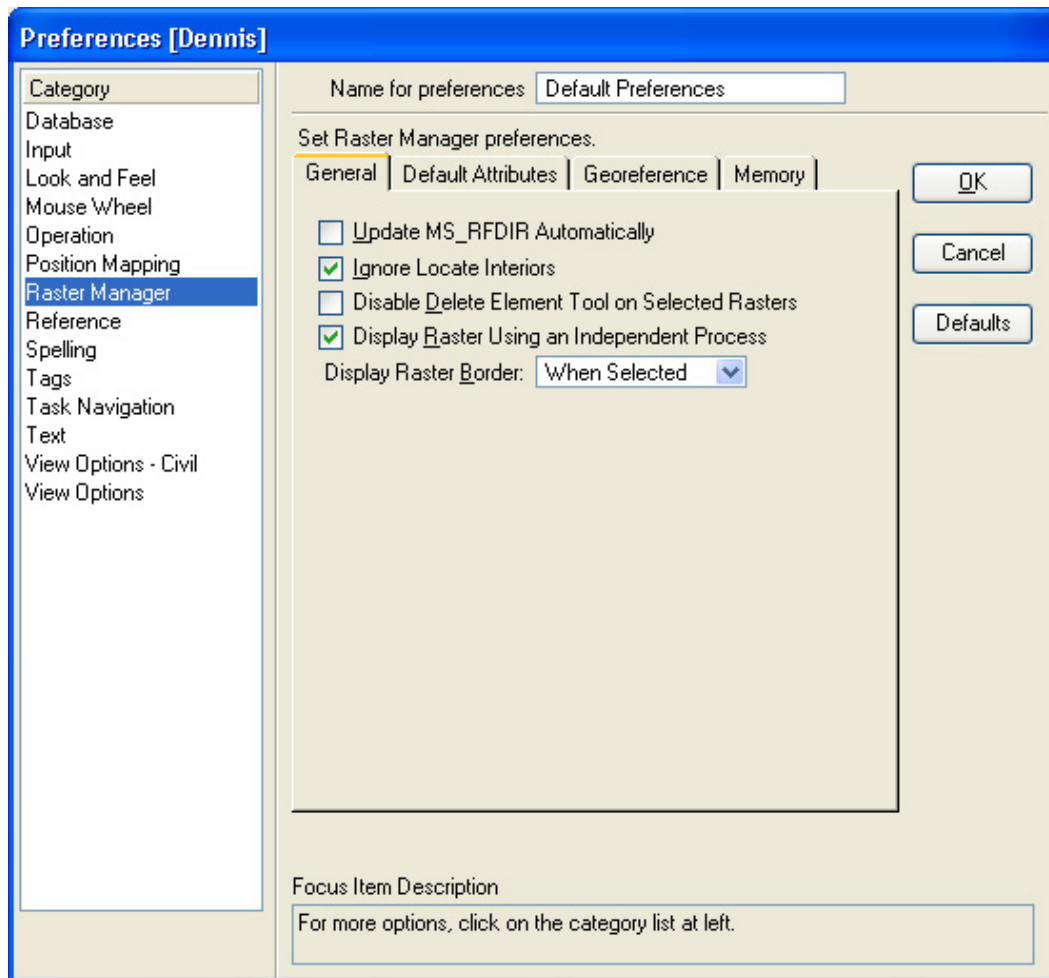 Preferences [Dennis]
Category
Database
Input
Look and Feel
Mouse Wheel
Operation
Position Mapping
Raster Manager
Reference
Spelling
Tags
Task Navigation
Text
View Options - Civil
View Options
Name for preferences Default Preferences
Set Raster Manager preferences.
General Default Attributes Georeference Memory
Update MS_RFDIR Automatically
Ignore Locate Interiors
Disable Delete Element Tool on Selected Rasters
Display Raster Using an Independent Process
Display Raster Border: When Selected
OK
Cancel
Defaults
Focus Item Description
For more options, click on the category list at left.